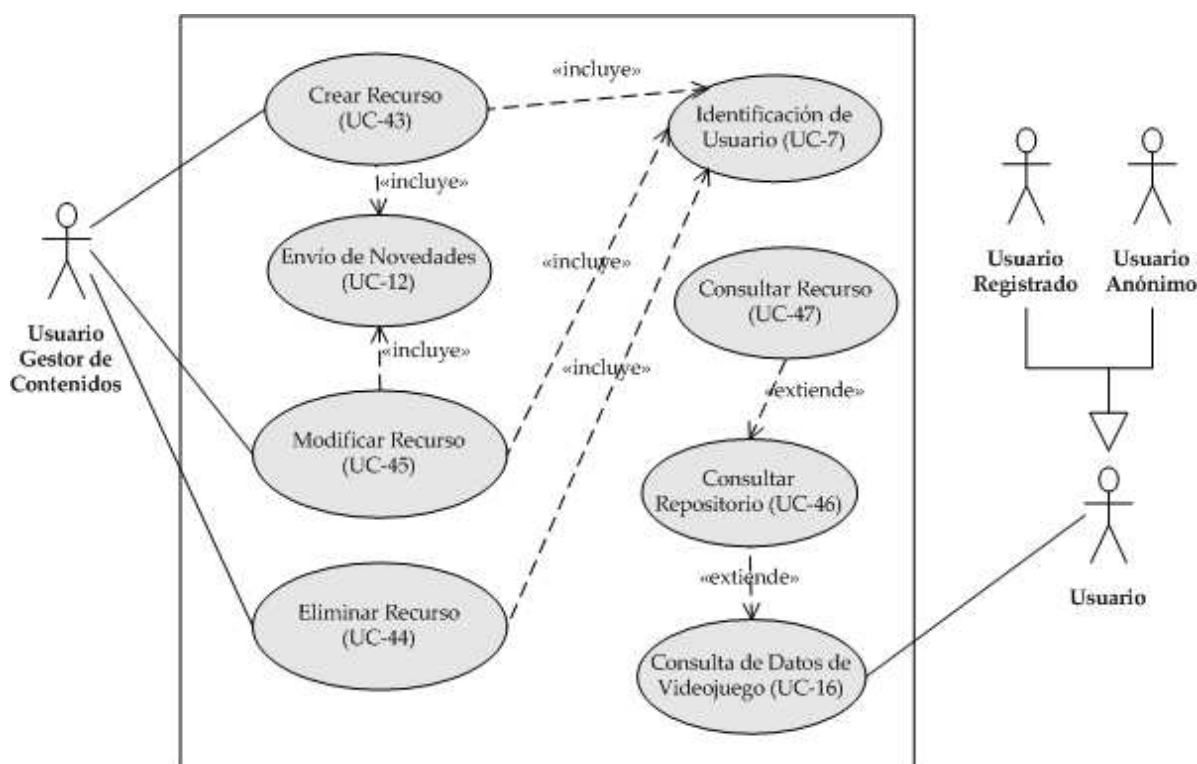 «incluye»
Crear Recurso
(UC-43)
Identificación de
Usuario (UC-7)
«incluye»
Envío de Novedades
(UC-12)
«incluye»
Usuario
Registrado
Usuario
Anónimo
Consultar Recurso
(UC-47)
Usuario
Gestor de
Contenidos
«incluye»
«incluye»
«extiende»
Modificar Recurso
(UC-45)
Consultar
Repositorio (UC-46)
«extiende»
Usuario
Eliminar Recurso
(UC-44)
Consulta de Datos de
Videojuego (UC-16)